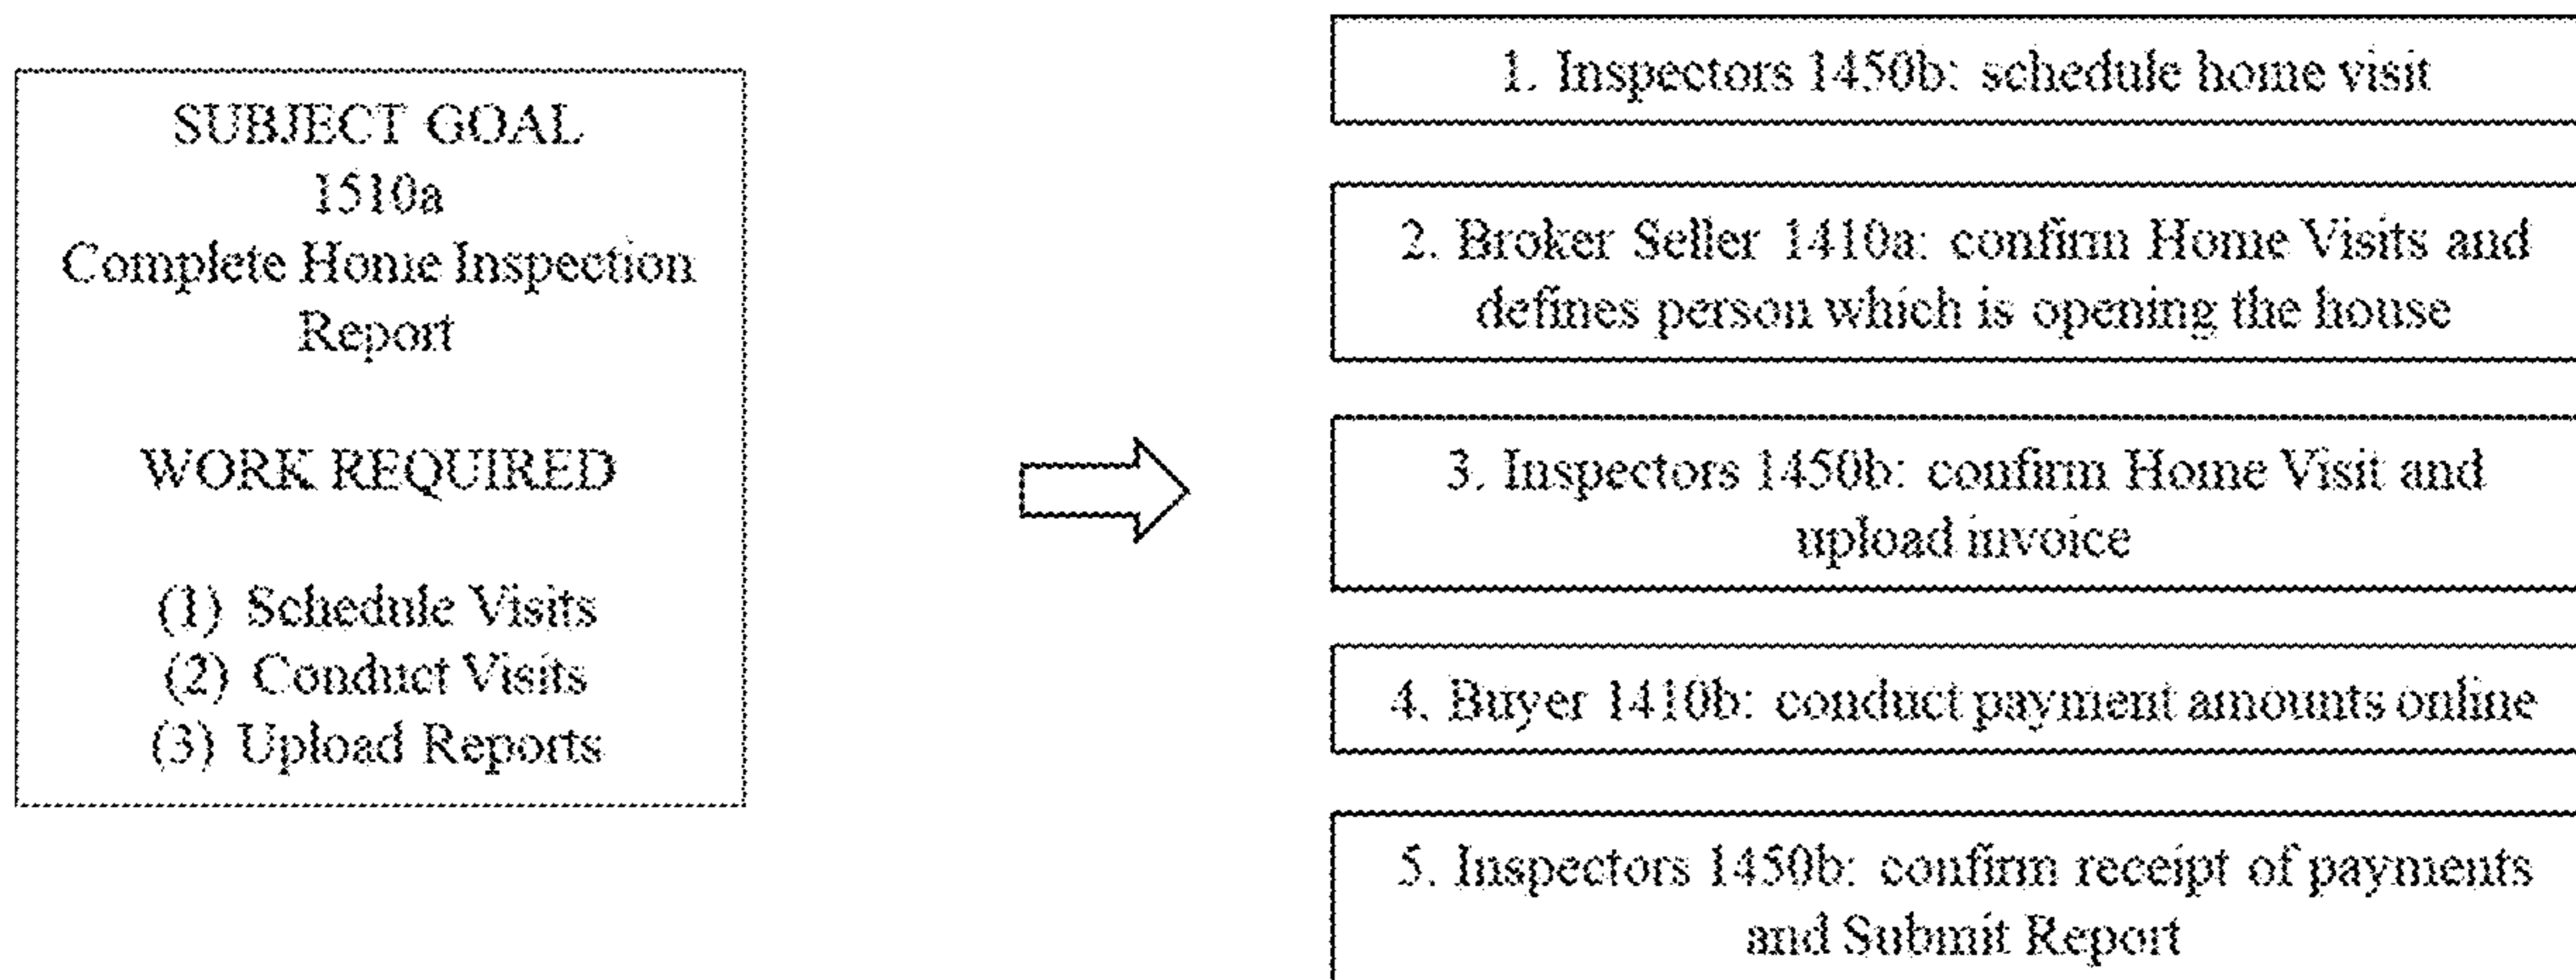 SUBJECT GOAL
1510a
Complete Home Inspection
Report
WORK REQUIRED
(1) Schedule Visits
(2) Conduct Visits
(3) Upload Reports
1. Inspectors 1450b: schedule home visit
2. Broker Seller 1410a: confirm Home Visits and
defines person which is opening the house
3. Inspectors 1450b: confirm Home Visit and
upload invoice
4. Buyer 1410b: conduct payment amounts online
5. Inspectors 1450b: confirm receipt of payments
and Submit Report